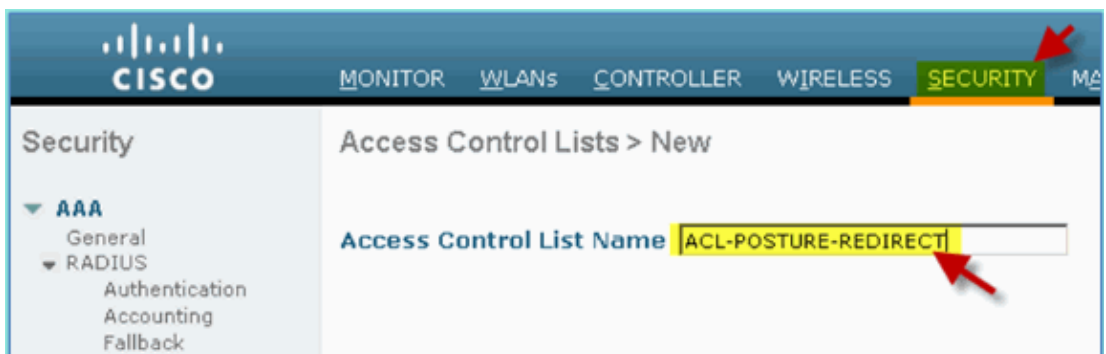 CISCO
MONITOR WLANs CONTROLLER WIRELESS SECURITY MA
Security
Access Control Lists > New
AAA
General
RADIUS
Authentication
Accounting
Fallback
Access Control List Name ACL-POSTURE-REDIRECT